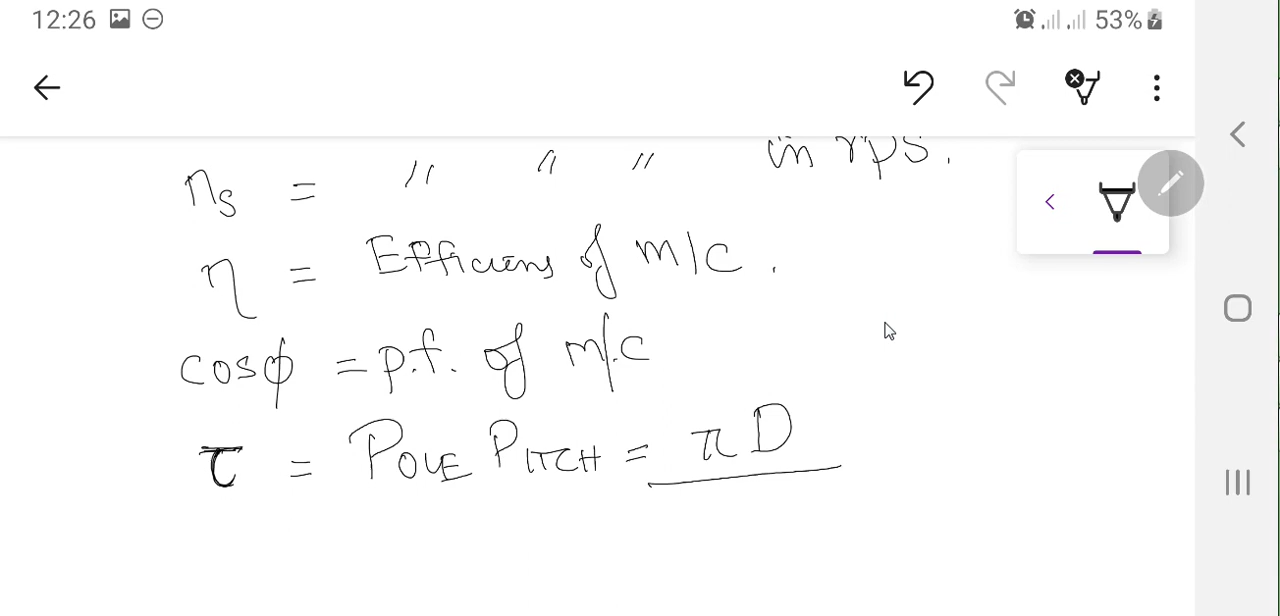 12:26 53%
ns = " " " in rps.
η = Efficiency of m/c.
cosφ = p.f. of m/c
τ = POLE PITCH = πD